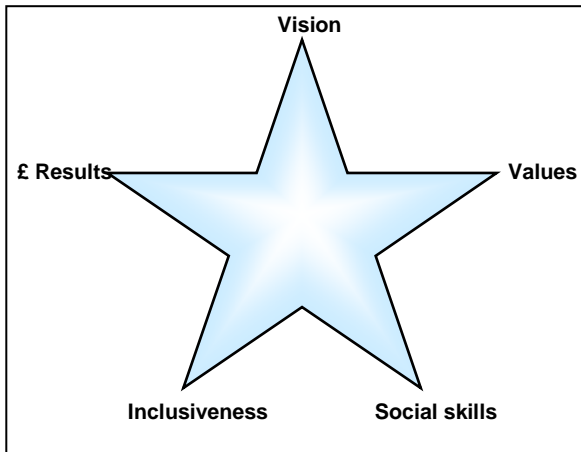 Vision
£ Results
Values
Inclusiveness
Social skills